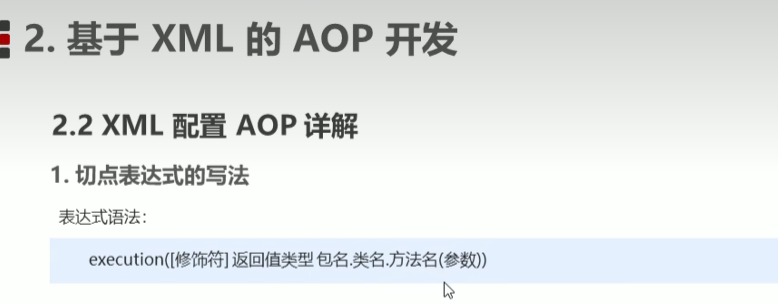 2. 基于 XML 的 AOP 开发
2.2 XML 配置 AOP 详解
1. 切点表达式的写法
表达式语法：
execution([修饰符] 返回值类型 包名.类名.方法名(参数))